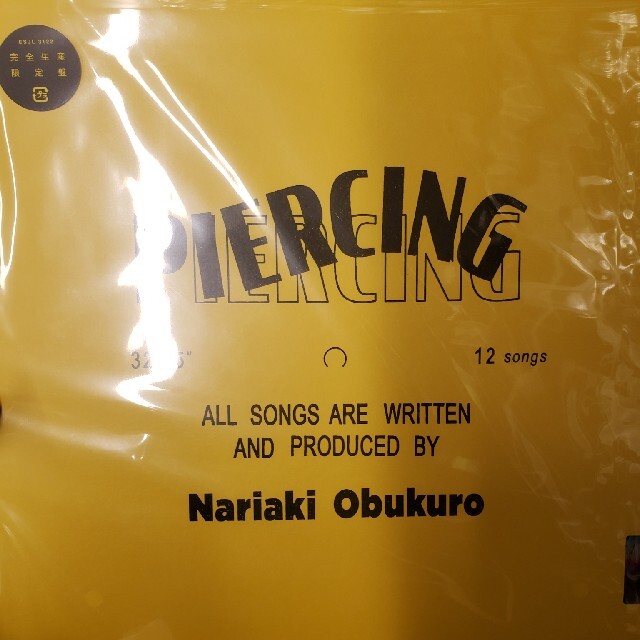 完全生産
限定盤
PIERCING
PIERCING
12 songs
ALL SONGS ARE WRITTEN
AND PRODUCED BY
Nariaki Obukuro